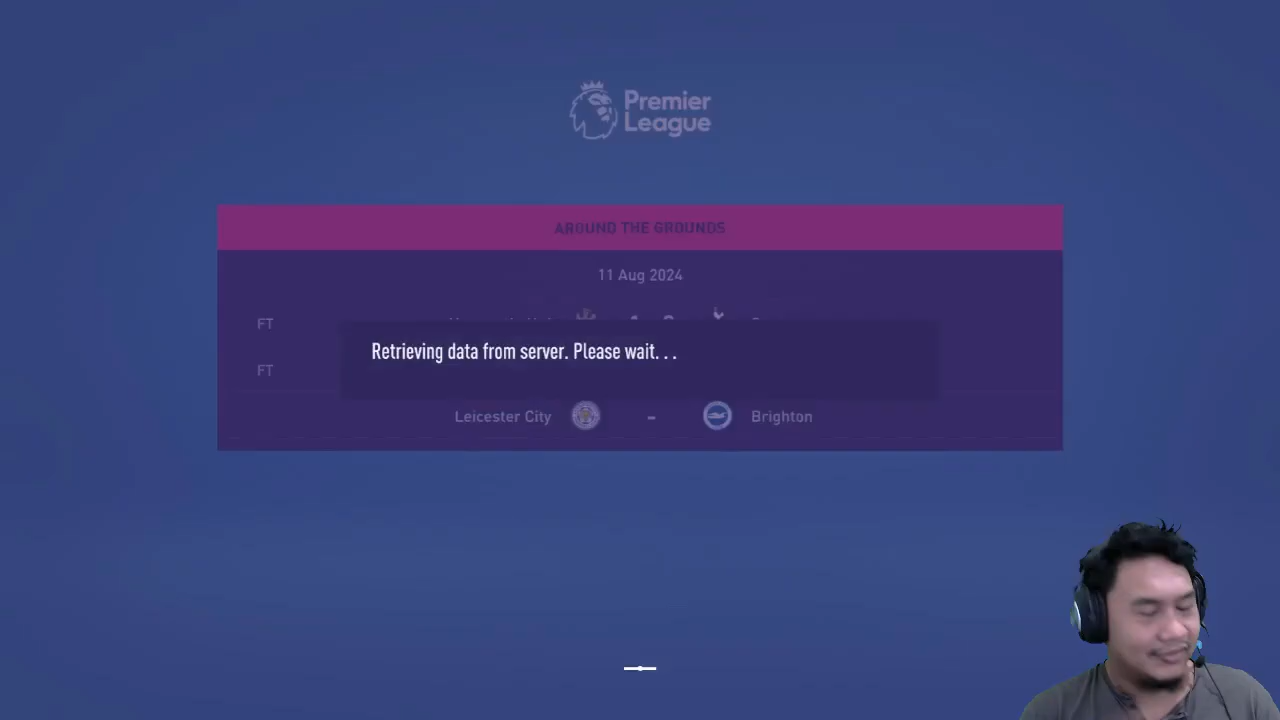 Premier
League
AROUND THE GROUNDS
11 Aug 2024
FT
Retrieving data from server. Please wait. . .
FT
Leicester City - Brighton